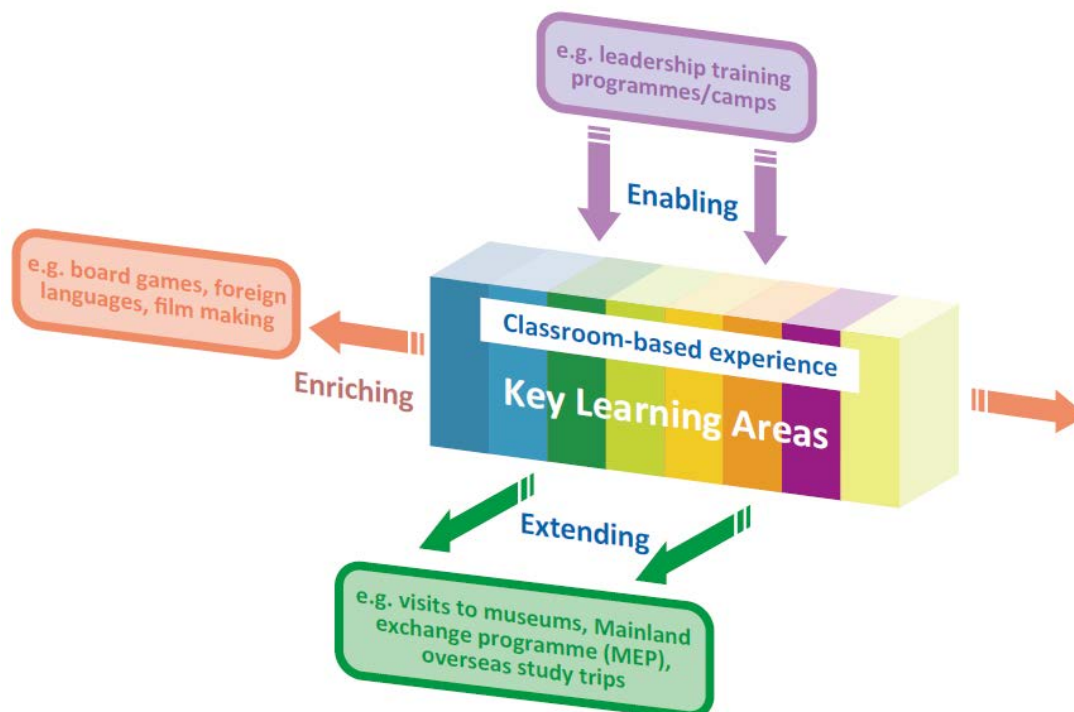 e.g. leadership training
programmes/camps
Enabling
e.g. board games, foreign
languages, film making
Enriching
Classroom-based experience
Key Learning Areas
Extending
e.g. visits to museums, Mainland
exchange programme (MEP),
overseas study trips